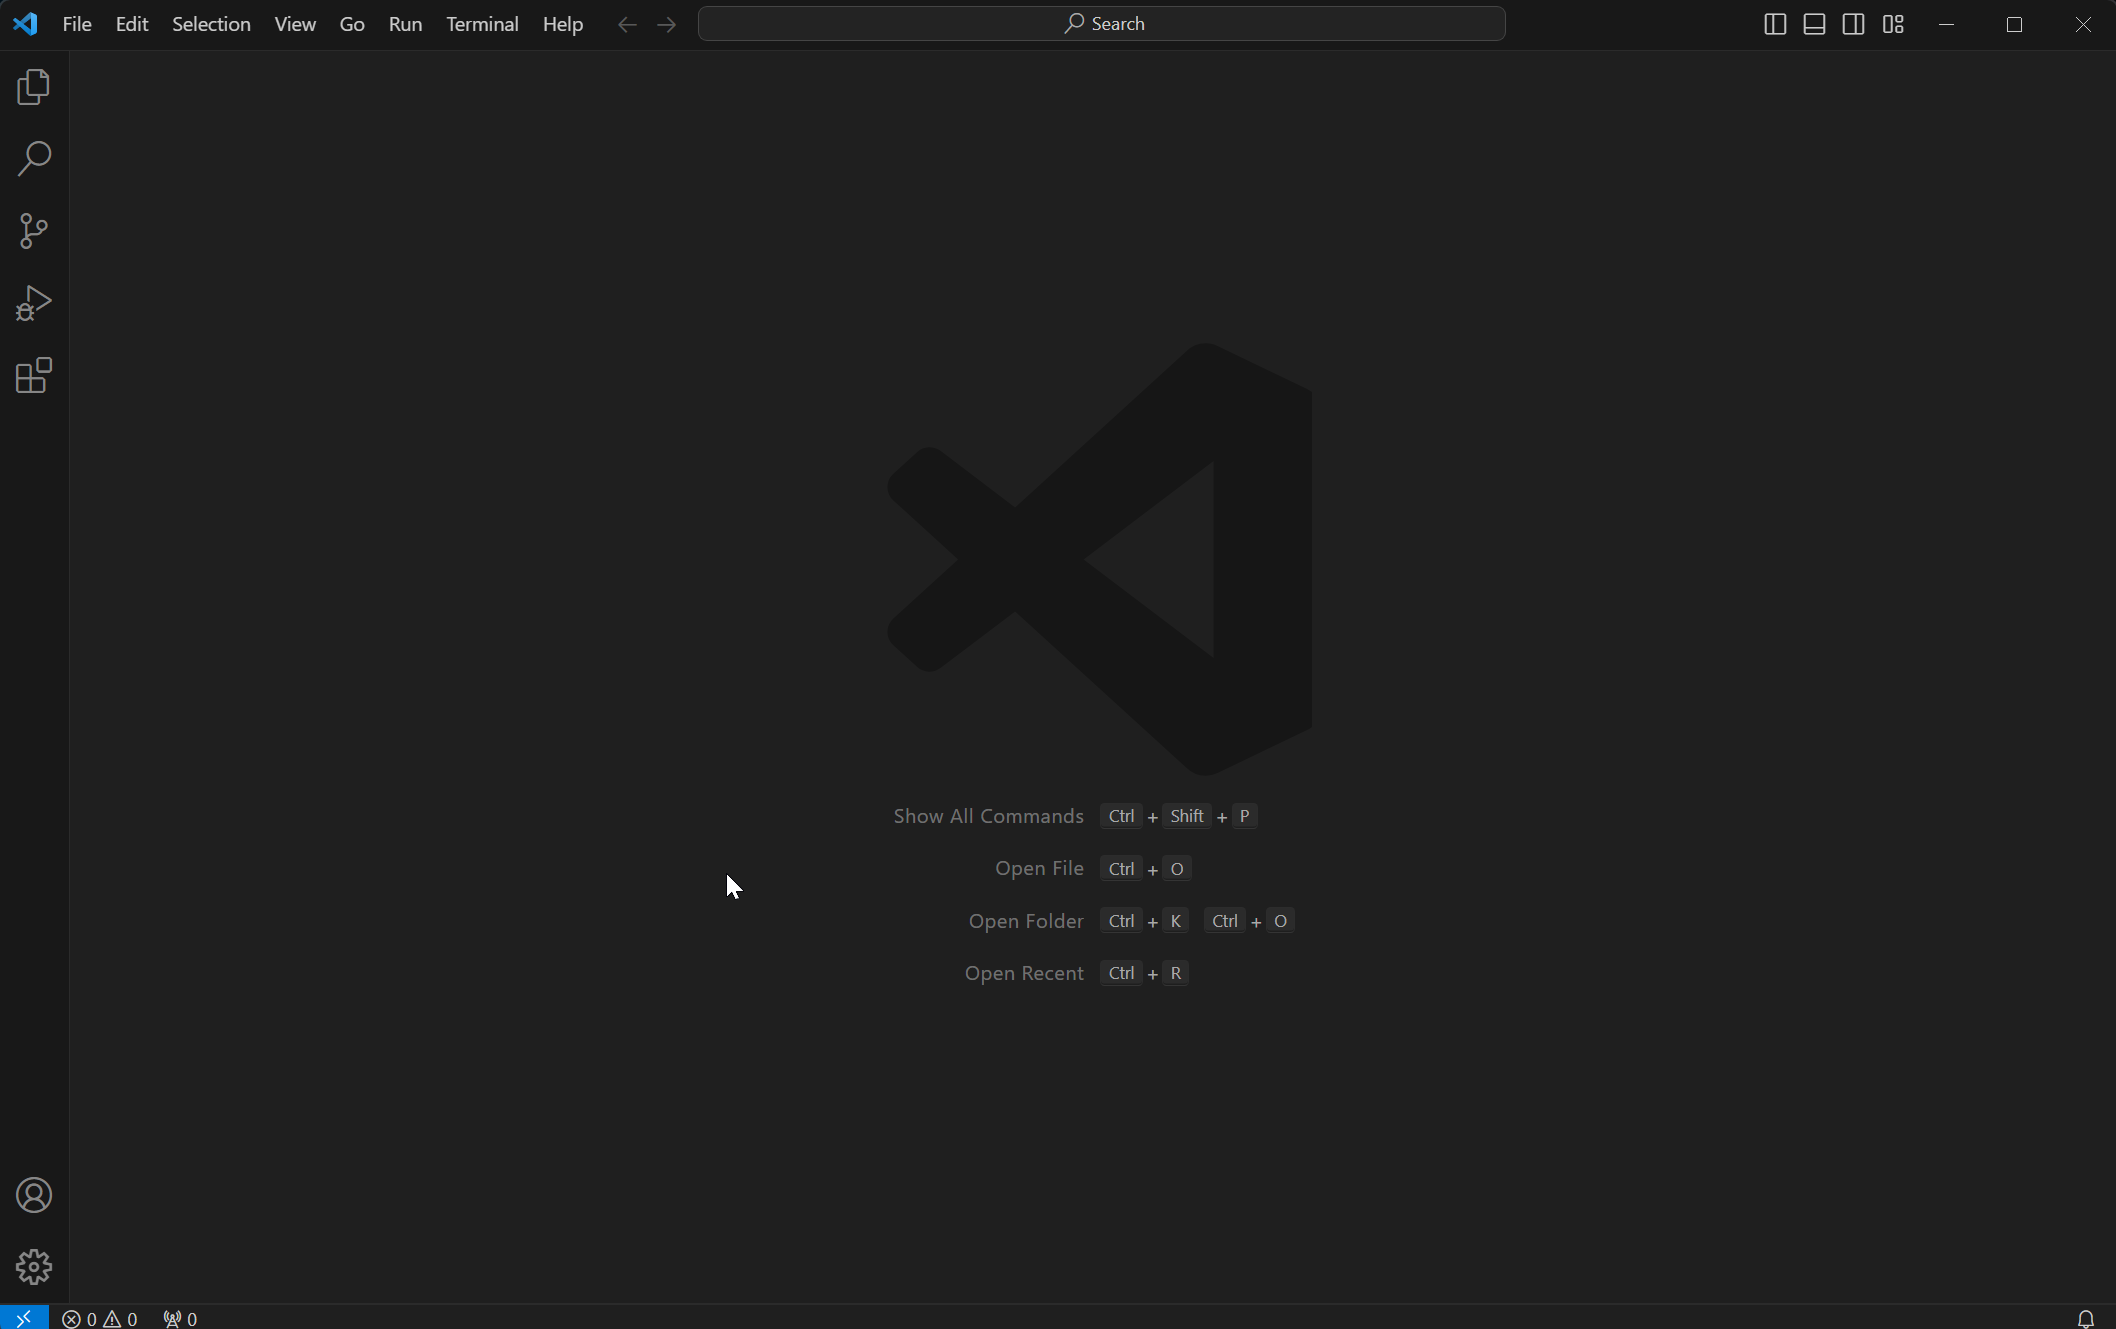 File Edit Selection View Go Run Terminal Help Search
Show All Commands Ctrl + Shift + P
Open File Ctrl + O
Open Folder Ctrl + K Ctrl + O
Open Recent Ctrl + R
0 0 0